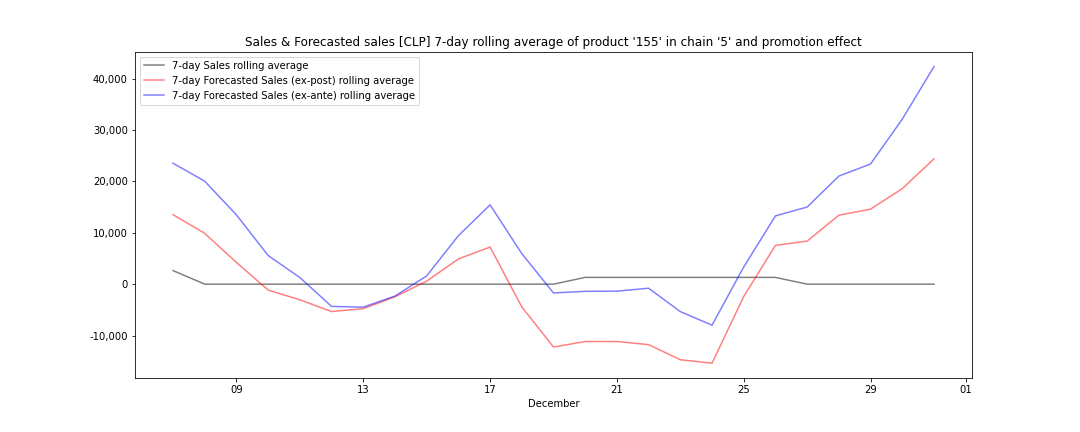 Sales & Forecasted sales [CLP] 7-day rolling average of product '155' in chain '5' and promotion effect
7-day Sales rolling average
7-day Forecasted Sales (ex-post) rolling average
7-day Forecasted Sales (ex-ante) rolling average
40,000
30,000
20,000
10,000
0
-10,000
09 13 17 21 25 29 01
December